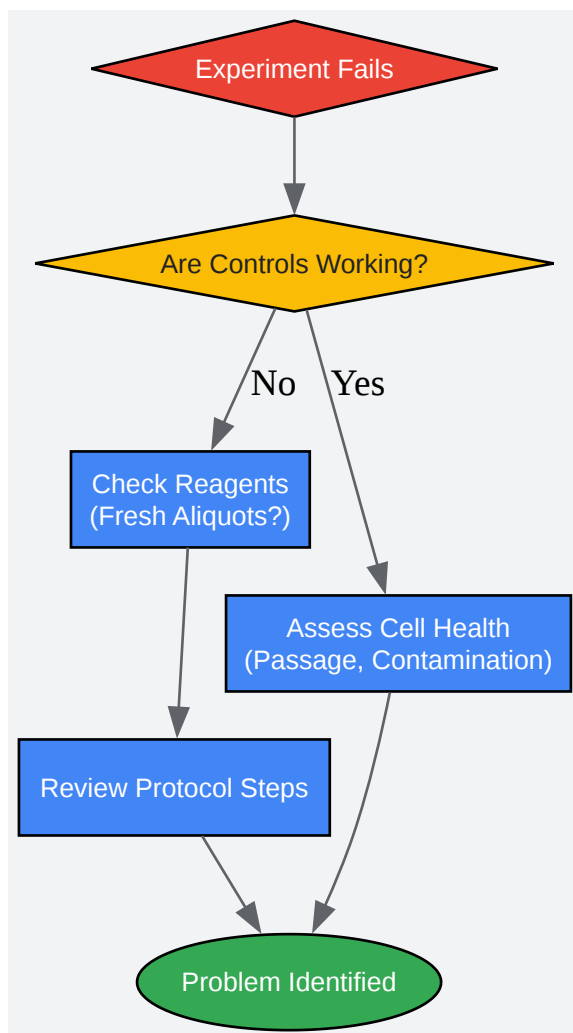 Experiment Fails
Are Controls Working?
No
Yes
Check Reagents
(Fresh Aliquots?)
Assess Cell Health
(Passage, Contamination)
Review Protocol Steps
Problem Identified